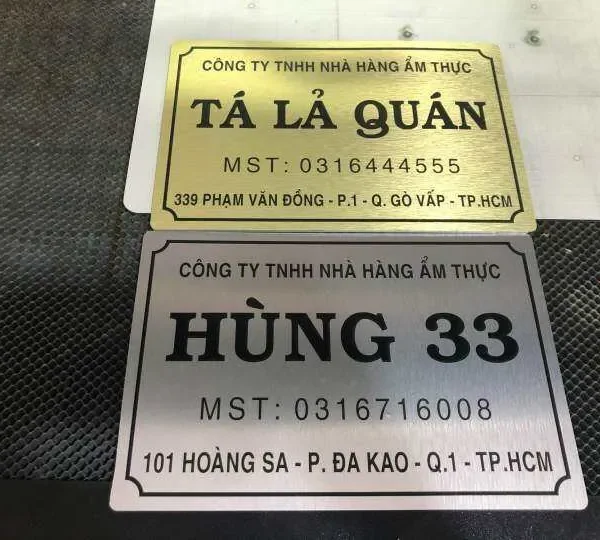 CÔNG TY TNHH NHÀ HÀNG ẨM THỰC
TÁ LẢ QUÁN
MST: 0316444555
339 PHẠM VĂN ĐỒNG - P.1 - Q. GÒ VẤP - TP.HCM
CÔNG TY TNHH NHÀ HÀNG ẨM THỰC
HÙNG 33
MST: 0316716008
101 HOÀNG SA - P. ĐA KAO - Q.1 - TP.HCM